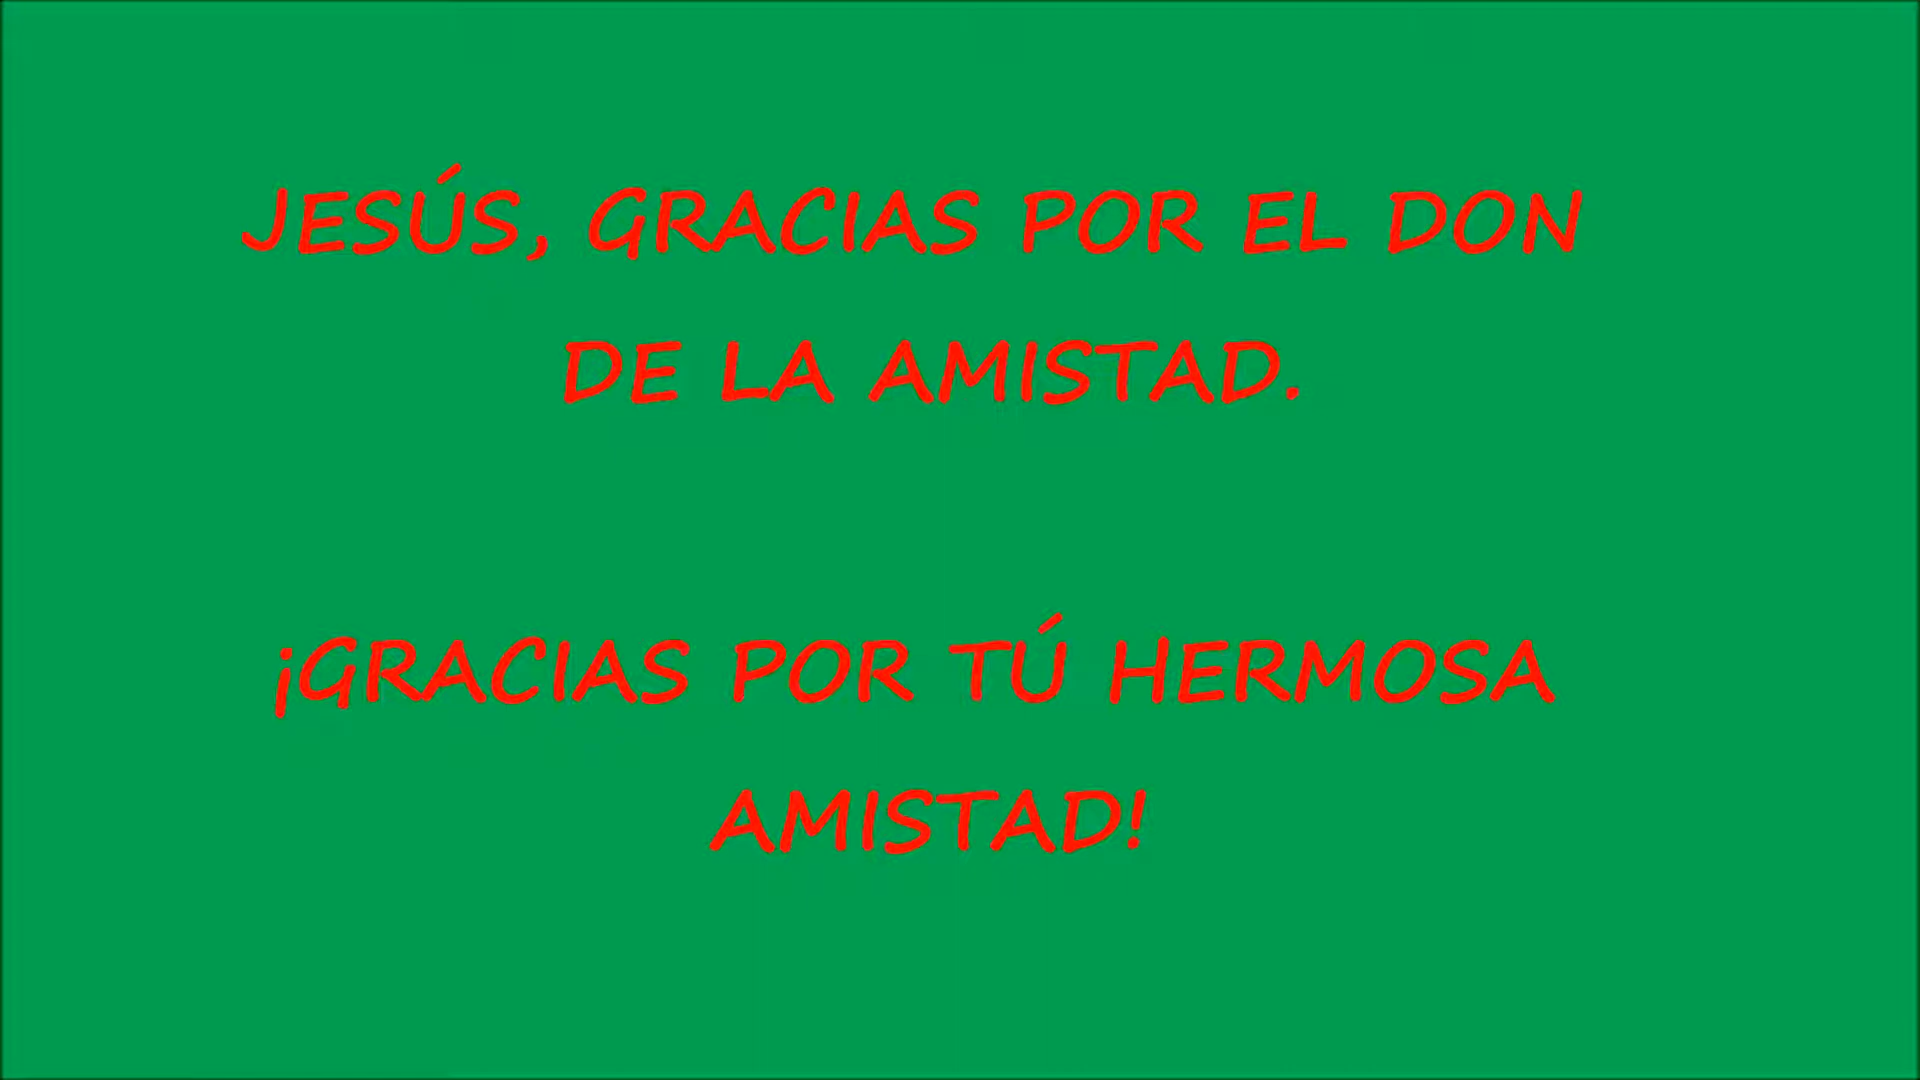 JESÚS, GRACIAS POR EL DON
DE LA AMISTAD.
¡GRACIAS POR TÚ HERMOSA
AMISTAD!